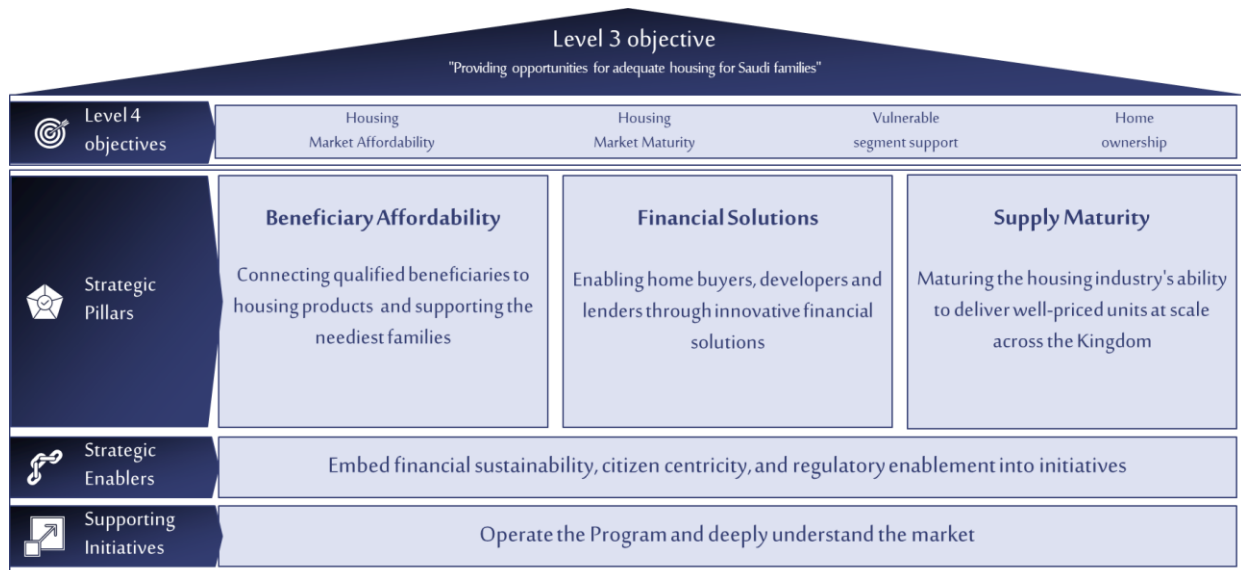 Level 3 objective
"Providing opportunities for adequate housing for Saudi families"
Level 4
objectives
Housing
Market Affordability
Housing
Market Maturity
Vulnerable
segment support
Home
ownership
Strategic
Pillars
Beneficiary Affordability
Connecting qualified beneficiaries to
housing products and supporting the
neediest families
Financial Solutions
Enabling home buyers, developers and
lenders through innovative financial
solutions
Supply Maturity
Maturing the housing industry's ability
to deliver well-priced units at scale
across the Kingdom
Strategic
Enablers
Embed financial sustainability, citizen centricity, and regulatory enablement into initiatives
Supporting
Initiatives
Operate the Program and deeply understand the market